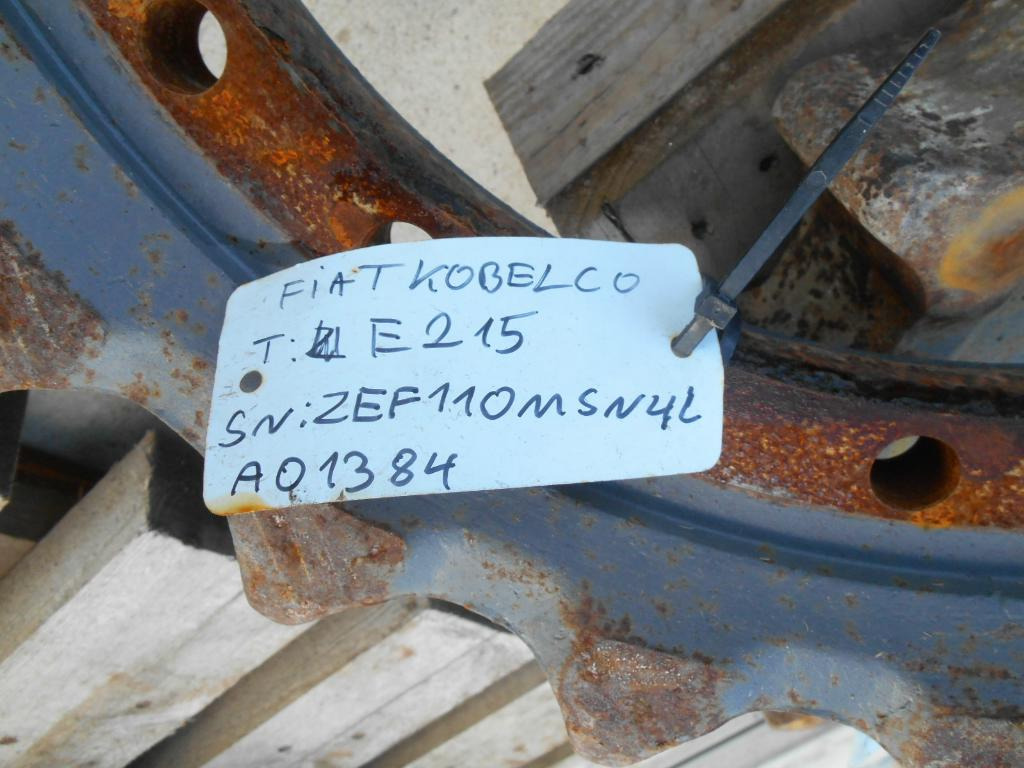 FiAT KOBELCO
T: E215
SN:ZEF110MSN4L
A01384